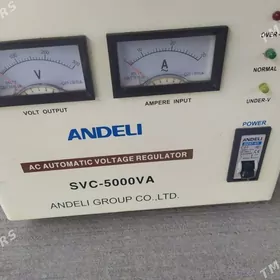 OVER-
V
A
NORMAL
VOLT OUTPUT
AMPERE INPUT
UNDER-V
POWER
ANDELI
AC AUTOMATIC VOLTAGE REGULATOR
SVC-5000VA
ANDELI GROUP CO.,LTD.